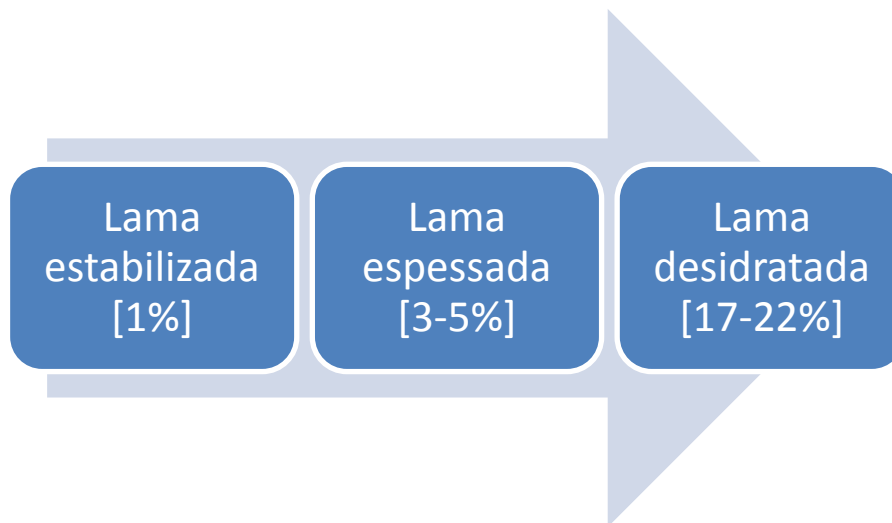 Lama
estabilizada
[1%]
Lama
espessada
[3-5%]
Lama
desidratada
[17-22%]